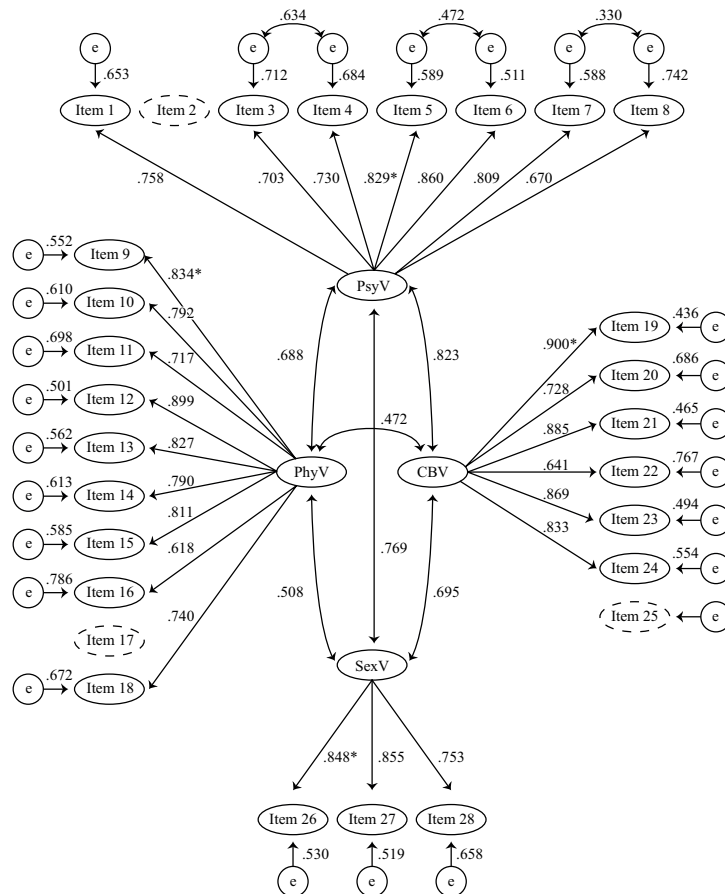 .634 .472 .330
e e e e e e e
.653 .712 .684 .589 .511 .588 .742
Item 1 Item 2 Item 3 Item 4 Item 5 Item 6 Item 7 Item 8
.758 .703 .730 .829* .860 .809 .670
e .552 Item 9
.834*
PsyV
e .610 Item 10
.792
Item 19 .436 e
.900*
e .698 Item 11
.717
.688 .823
Item 20 .686 e
.728
e .501 Item 12
.899
.472
Item 21 .465 e
.885
e .562 Item 13
.827
PhyV CBV
.641
Item 22 .767 e
e .613 Item 14
.790
.869
Item 23 .494 e
e .585 Item 15
.811
.833
Item 24 .554 e
.618
.769
e .786 Item 16
.508 .695
.740
Item 25 e
Item 17
SexV
e .672 Item 18
.848* .855 .753
Item 26 Item 27 Item 28
.530 .519 .658
e e e